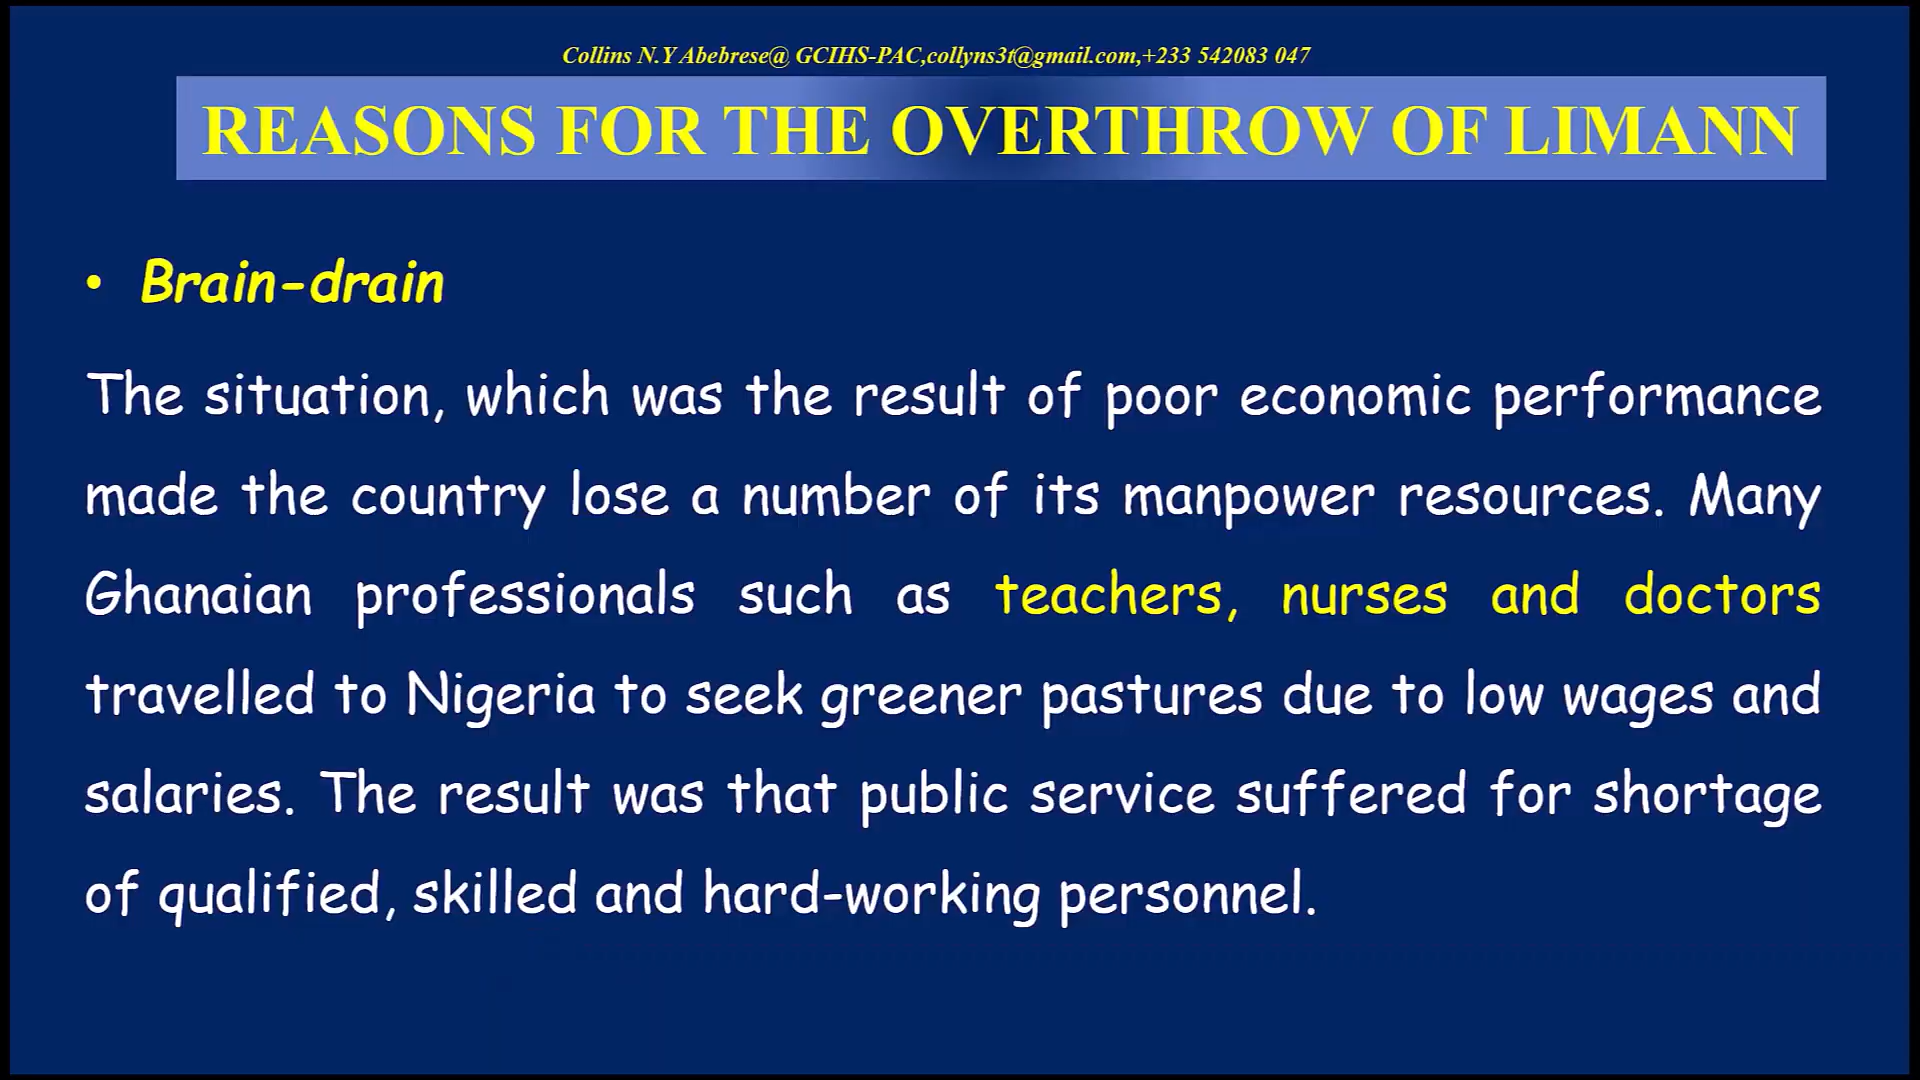 Collins N.Y Abebrese@ GCIHS-PAC,collyns3t@gmail.com,+233 542083 047
REASONS FOR THE OVERTHROW OF LIMANN
• Brain-drain
The situation, which was the result of poor economic performance
made the country lose a number of its manpower resources. Many
Ghanaian professionals such as teachers, nurses and doctors
travelled to Nigeria to seek greener pastures due to low wages and
salaries. The result was that public service suffered for shortage
of qualified, skilled and hard-working personnel.